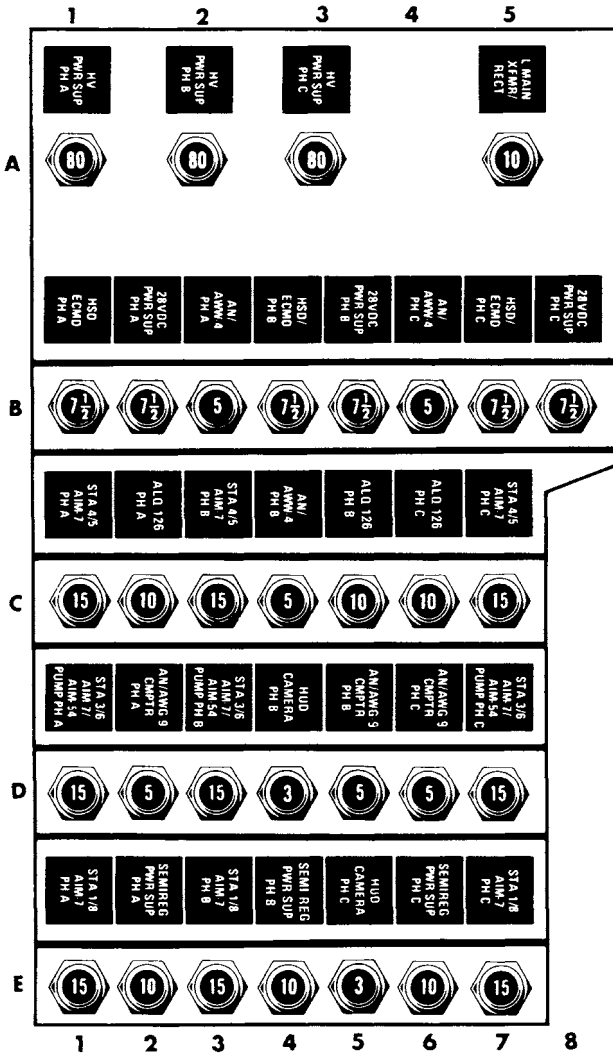 1 2 3 4 5
HV
PWR SUP
PH A
HV
PWR SUP
PH B
HV
PWR SUP
PH C
L MAIN
XFMR/
RECT
A
80 80 80 10
HSD
ECMD
PH A
28VDC
PWR SUP
PH A
AN/
AWW-4
PH A
HSD/
ECMD
PH B
28VDC
PWR SUP
PH B
AN/
AWW-4
PH C
HSD/
ECMD
PH C
28VDC
PWR SUP
PH C
B
7½ 7½ 5 7½ 7½ 5 7½ 7½
STA 4/5
AIM-7
PH A
ALQ 126
PH A
STA 4/5
AIM-7
PH B
AN/
AWW-4
PH B
ALQ 126
PH B
ALQ 126
PH C
STA 4/5
AIM-7
PH C
C
15 10 15 5 10 10 15
STA 3/6
AIM 7/
AIM 54
PUMP PH A
AN/AWG 9
CMPTR
PH A
STA 3/6
AIM-7/
AIM 54
PUMP PH B
HUD
CAMERA
PH B
AN/AWG 9
CMPTR
PH B
AN/AWG 9
CMPTR
PH C
STA 3/6
AIM 7/
AIM-54
PUMP PH C
D
15 5 15 3 5 5 15
STA 1/8
AIM-7
PH A
SEMIREG
PWR SUP
PH A
STA 1/8
AIM-7
PH B
SEMI REG
PWR SUP
PH B
HUD
CAMERA
PH C
SEMIREG
PWR SUP
PH C
STA 1/8
AIM-7
PH C
E
15 10 15 10 3 10 15
1 2 3 4 5 6 7 8